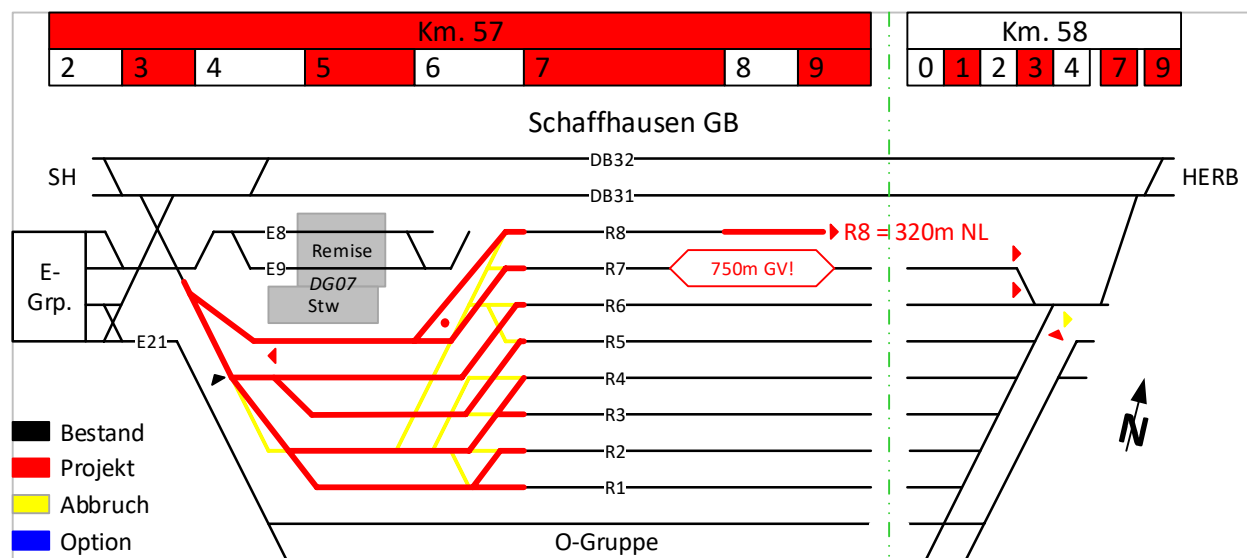 Km. 57
Km. 58
2 3 4 5 6 7 8 9
0 1 2 3 4 7 9
Schaffhausen GB
SH
DB32
HERB
DB31
E8
R8
R8 = 320m NL
Remise
E-
Grp.
E9
R7
750m GV!
DG07
Stw
R6
E21
R5
R4
R3
Bestand
N
R2
Projekt
R1
Abbruch
Option
O-Gruppe